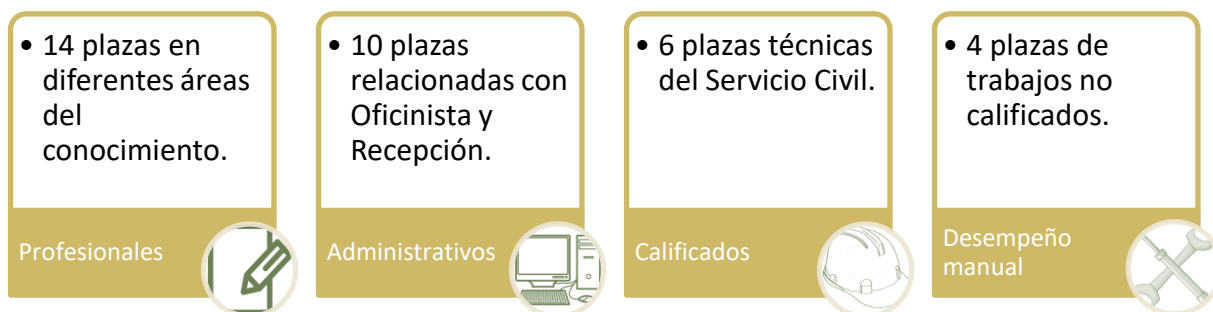 • 14 plazas en
diferentes áreas
del
conocimiento.
Profesionales
• 10 plazas
relacionadas con
Oficinista y
Recepción.
Administrativos
• 6 plazas técnicas
del Servicio Civil.
Calificados
• 4 plazas de
trabajos no
calificados.
Desempeño
manual